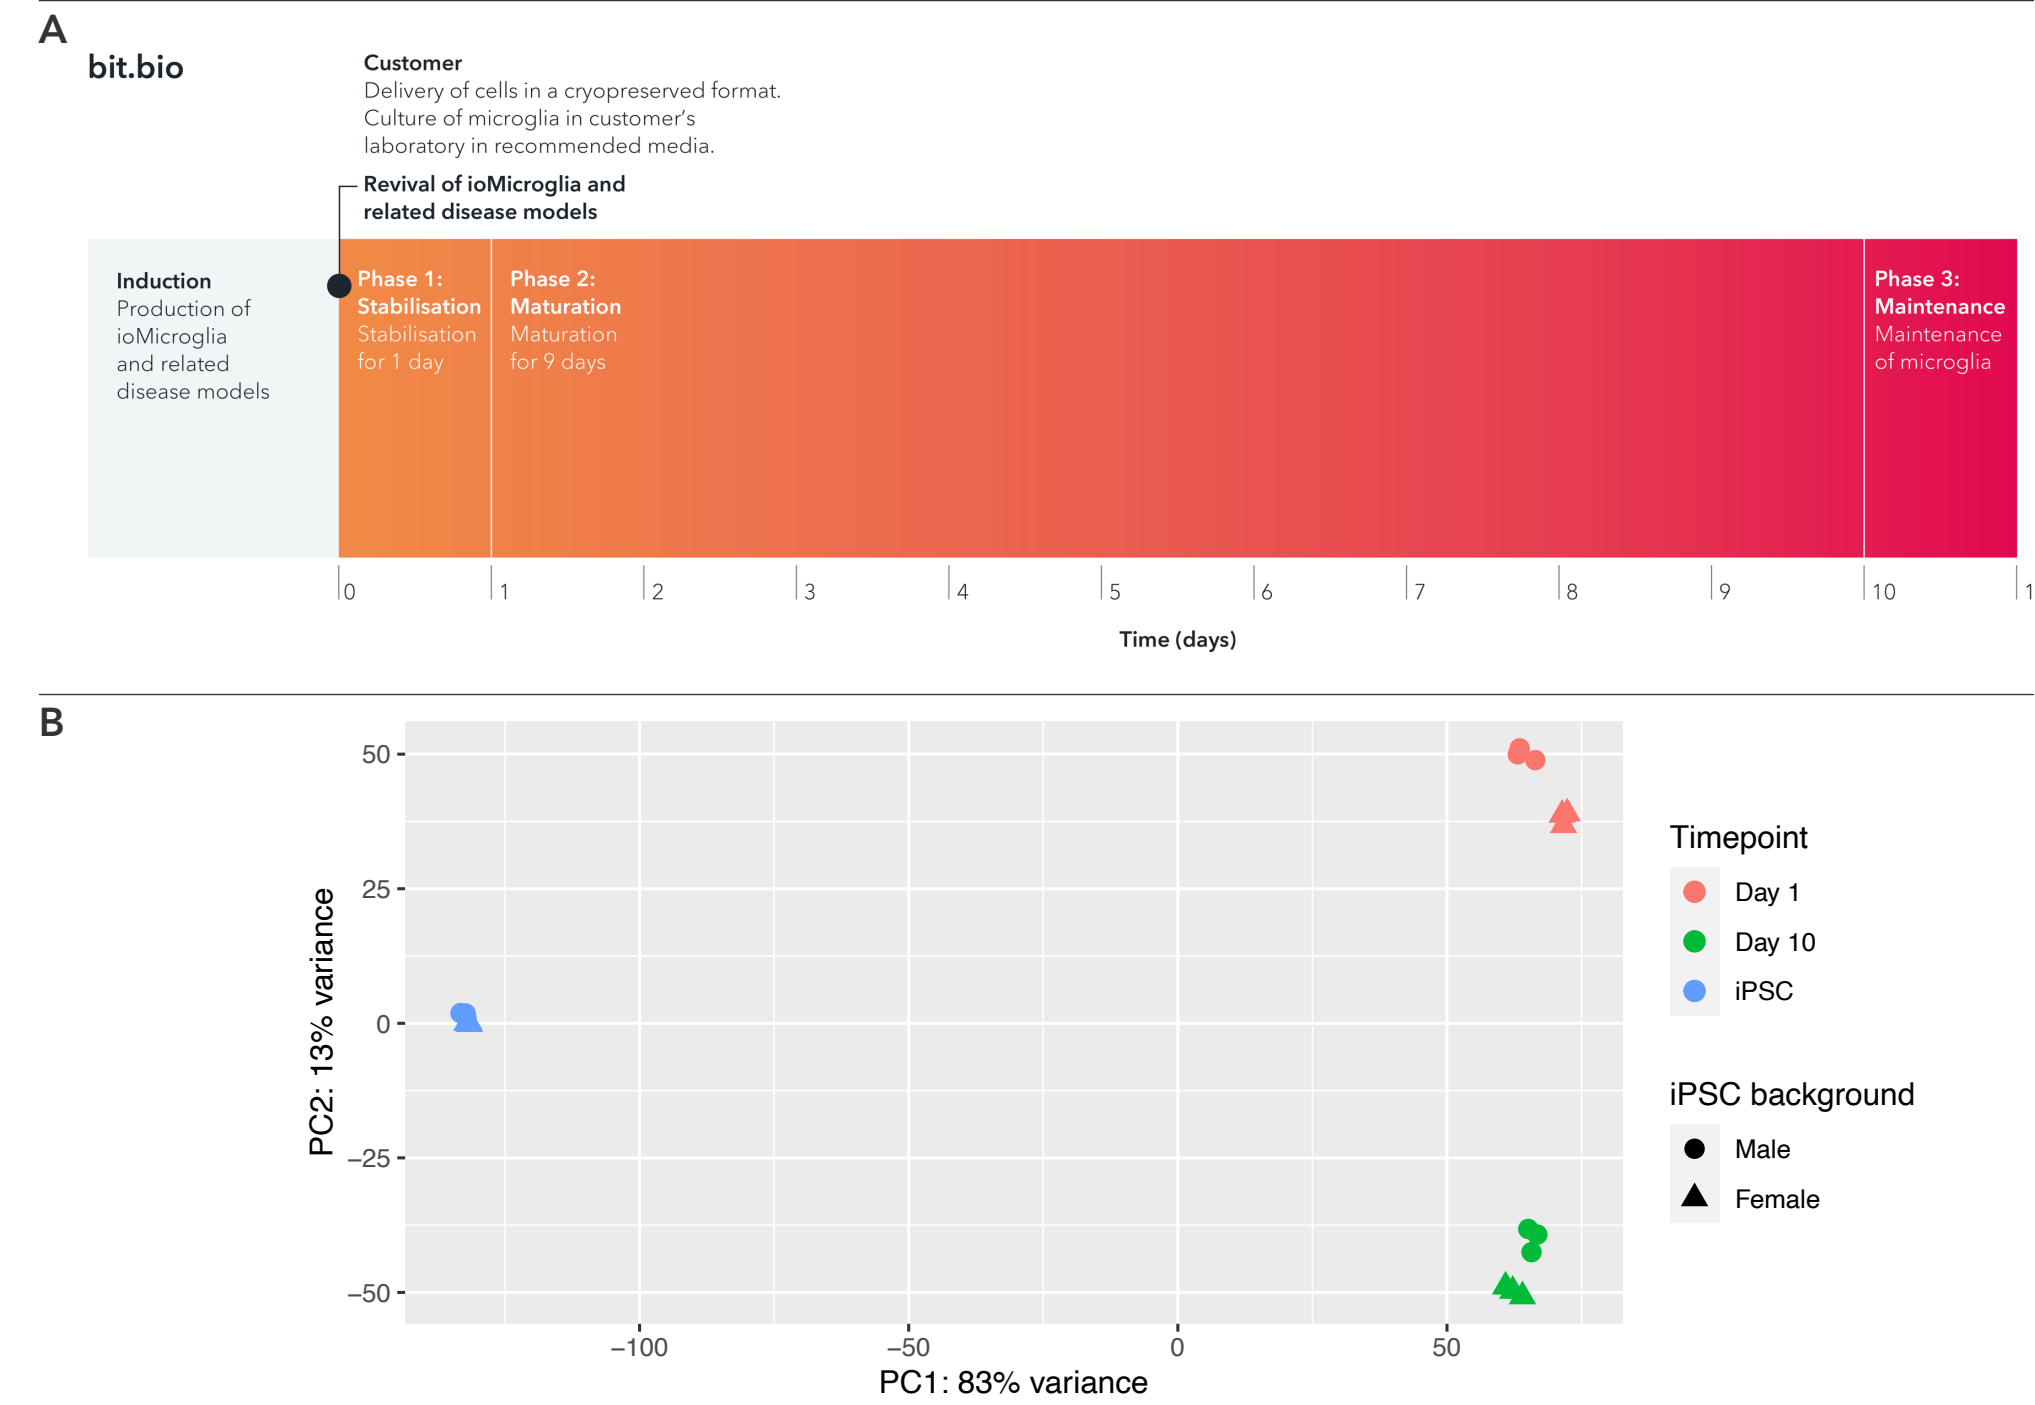 A
bit.bio
Customer
Delivery of cells in a cryopreserved format.
Culture of microglia in customer’s
laboratory in recommended media.
Revival of ioMicroglia and
related disease models
Induction
Production of
ioMicroglia
and related
disease models
Phase 1:
Stabilisation
Stabilisation
for 1 day
Phase 2:
Maturation
Maturation
for 9 days
Phase 3:
Maintenance
Maintenance
of microglia
0 1 2 3 4 5 6 7 8 9 10 1
Time (days)
B
PC2: 13% variance
50
25
0
−25
−50
−100 −50 0 50
PC1: 83% variance
Timepoint
Day 1
Day 10
iPSC
iPSC background
Male
Female